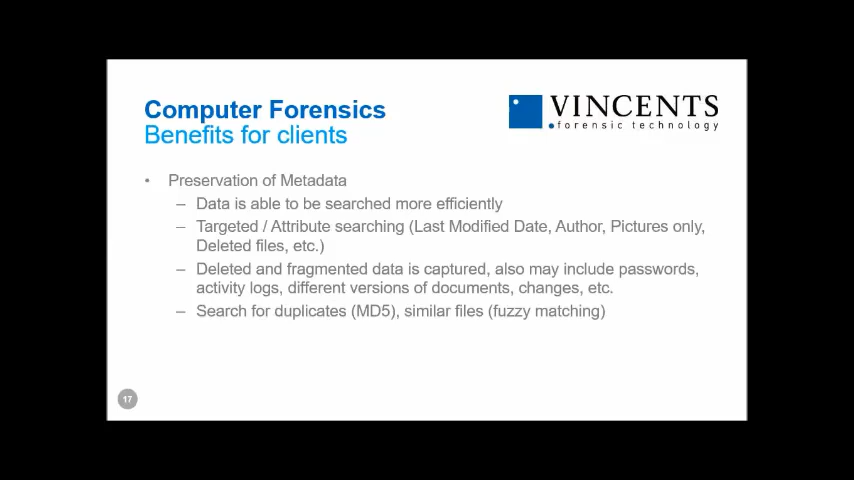 Computer Forensics
Benefits for clients
VINCENTS
forensic technology
• Preservation of Metadata
– Data is able to be searched more efficiently
– Targeted / Attribute searching (Last Modified Date, Author, Pictures only,
Deleted files, etc.)
– Deleted and fragmented data is captured, also may include passwords,
activity logs, different versions of documents, changes, etc.
– Search for duplicates (MD5), similar files (fuzzy matching)
17